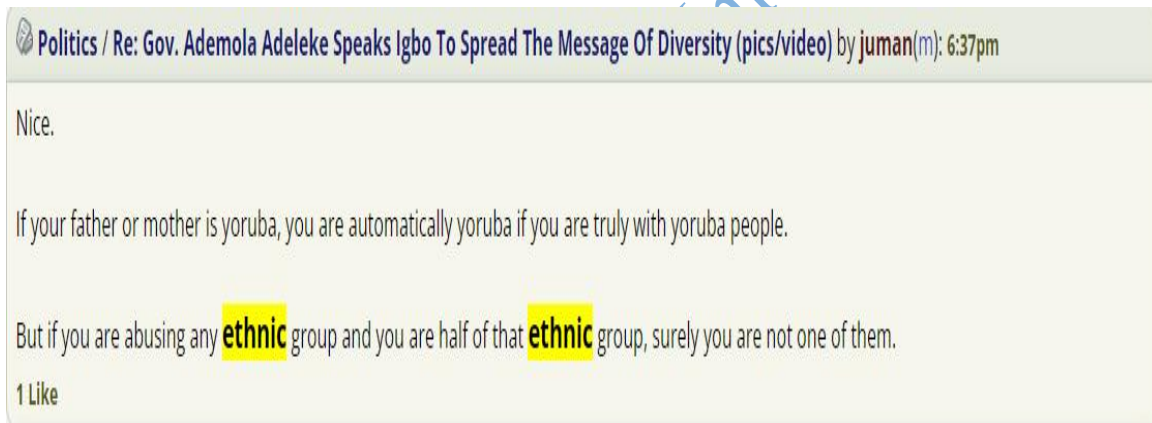 Politics / Re: Gov. Ademola Adeleke Speaks Igbo To Spread The Message Of Diversity (pics/video) by juman(m): 6:37pm
Nice.
If your father or mother is yoruba, you are automatically yoruba if you are truly with yoruba people.
But if you are abusing any ethnic group and you are half of that ethnic group, surely you are not one of them.
1 Like